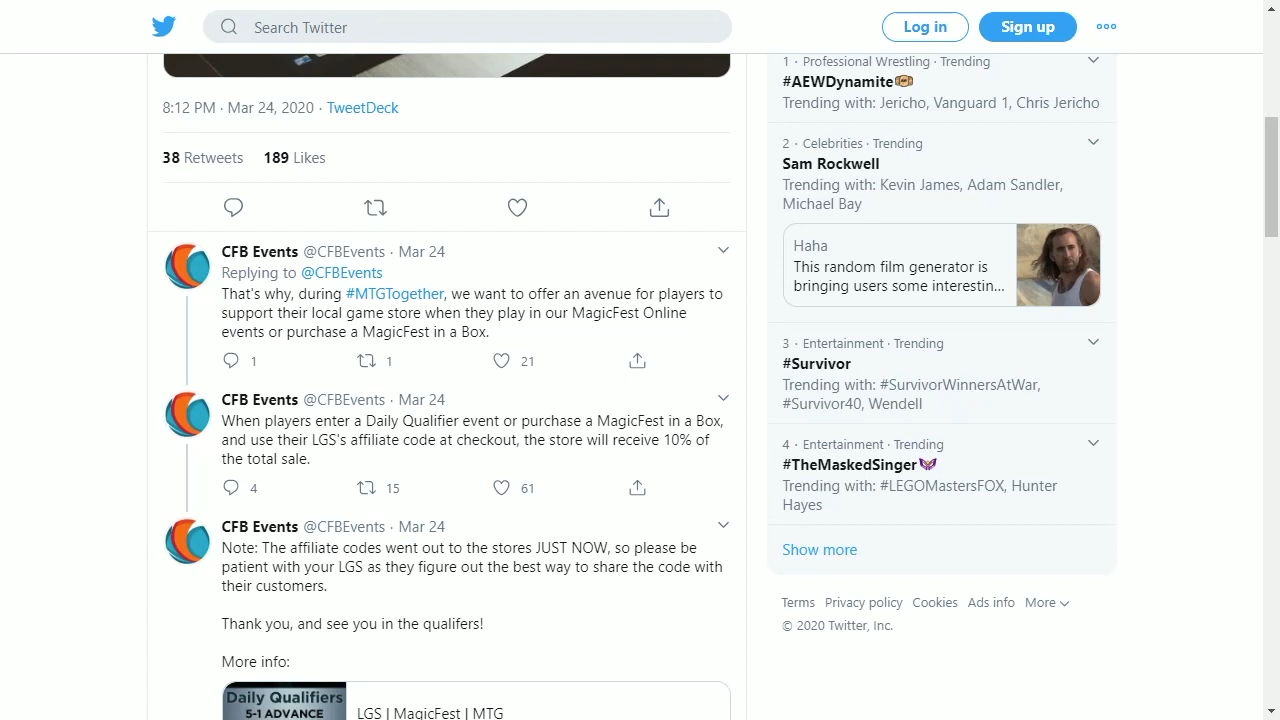 Search Twitter
Log in
Sign up
8:12 PM · Mar 24, 2020 · TweetDeck
38 Retweets 189 Likes
CFB Events @CFBEvents · Mar 24
Replying to @CFBEvents
That's why, during #MTGTogether, we want to offer an avenue for players to
support their local game store when they play in our MagicFest Online
events or purchase a MagicFest in a Box.
1 1 21
CFB Events @CFBEvents · Mar 24
When players enter a Daily Qualifier event or purchase a MagicFest in a Box,
and use their LGS's affiliate code at checkout, the store will receive 10% of
the total sale.
4 15 61
CFB Events @CFBEvents · Mar 24
Note: The affiliate codes went out to the stores JUST NOW, so please be
patient with your LGS as they figure out the best way to share the code with
their customers.
Thank you, and see you in the qualifers!
More info:
Daily Qualifiers
5-1 ADVANCE
LGS | MagicFest | MTG
1 · Professional Wrestling · Trending
#AEWDynamite
Trending with: Jericho, Vanguard 1, Chris Jericho
2 · Celebrities · Trending
Sam Rockwell
Trending with: Kevin James, Adam Sandler,
Michael Bay
Haha
This random film generator is
bringing users some interestin...
3 · Entertainment · Trending
#Survivor
Trending with: #SurvivorWinnersAtWar,
#Survivor40, Wendell
4 · Entertainment · Trending
#TheMaskedSinger
Trending with: #LEGOMastersFOX, Hunter
Hayes
Show more
Terms Privacy policy Cookies Ads info More
© 2020 Twitter, Inc.